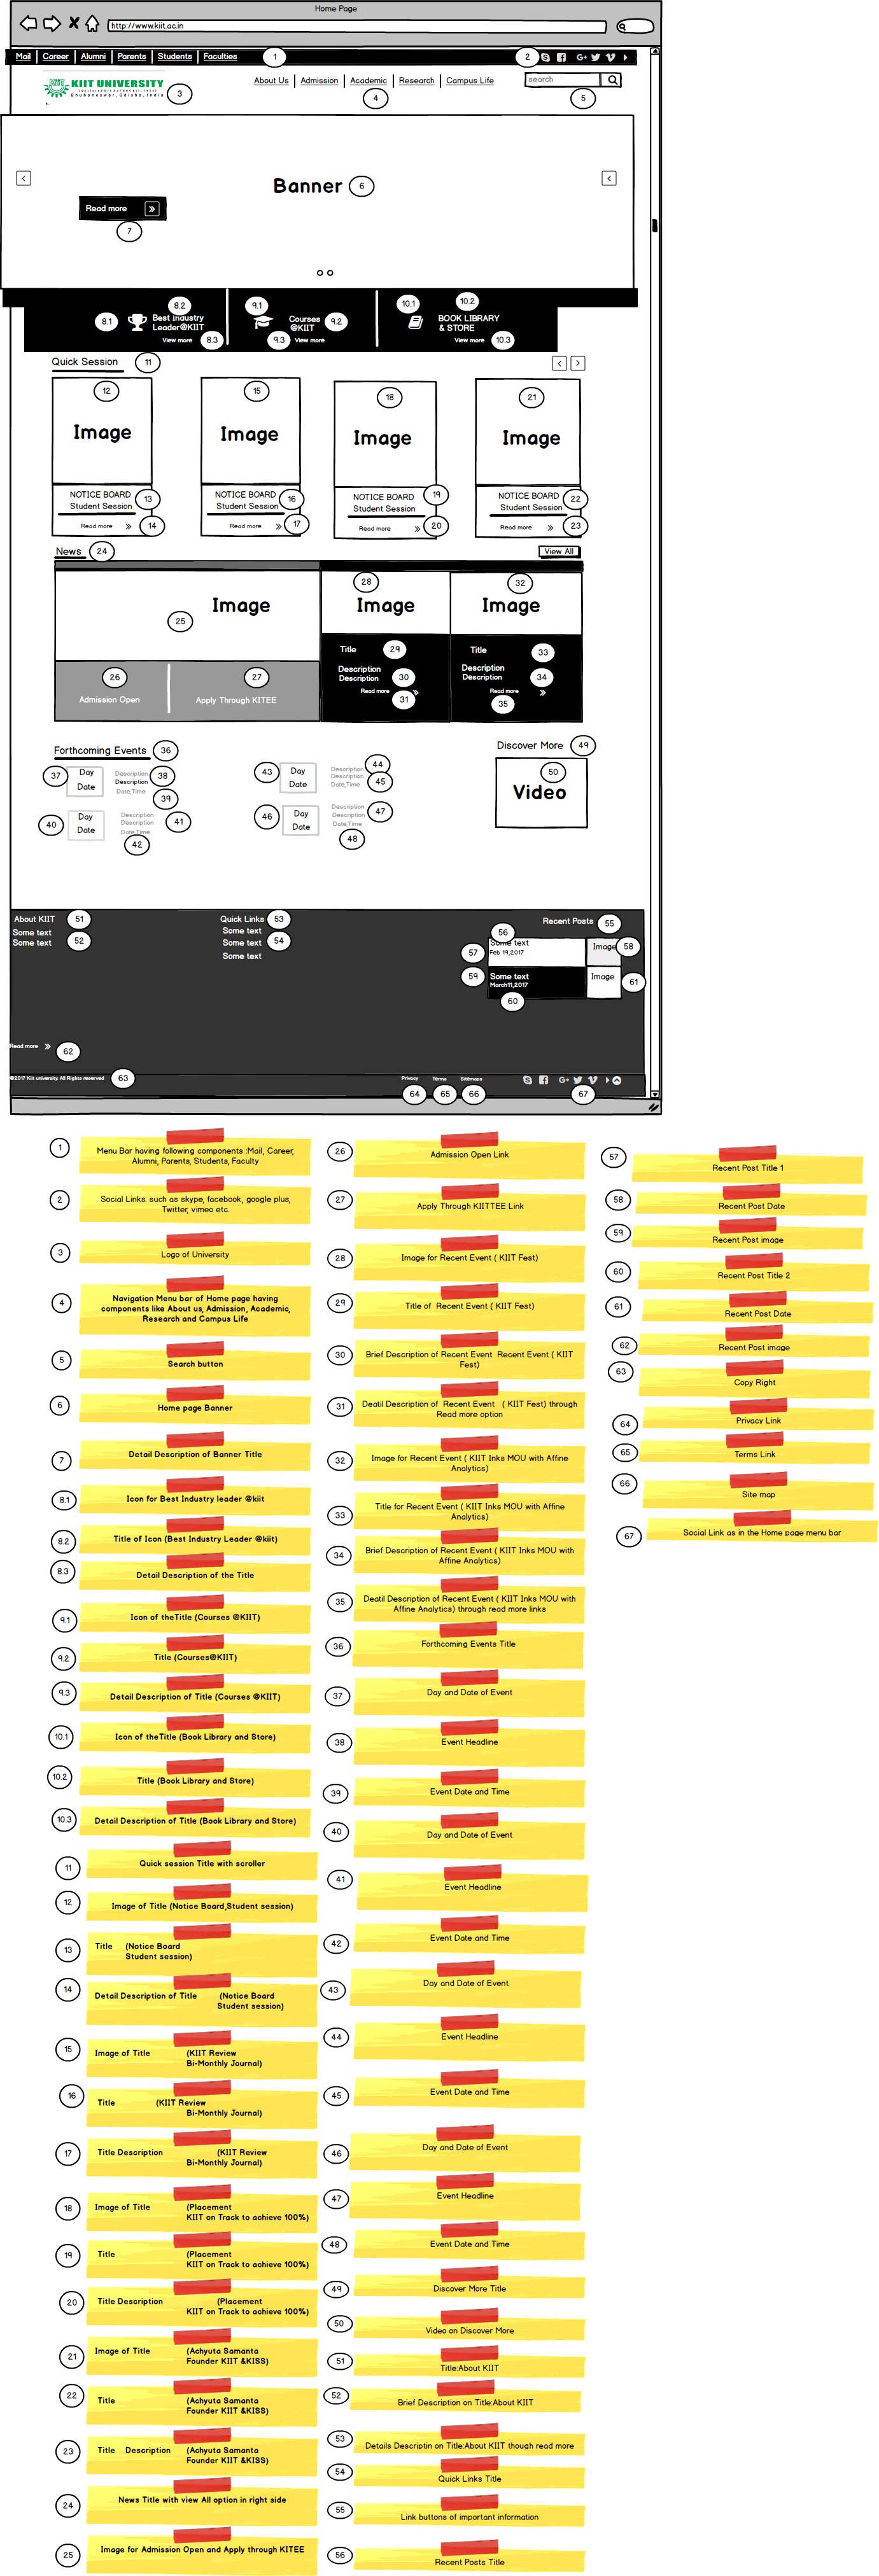 Home Page
http://www.kiit.ac.in
Mail Career Alumni Parents Students Faculties 1 2
KIIT UNIVERSITY
Bhubaneswar, Odisha, India
3
About Us Admission Academic Research Campus Life
4
search
5
Banner 6
Read more
7
8.1
8.2
Best Industry
Leader@KIIT
View more 8.3
9.1
Courses
@KIIT
9.2
9.3 View more
10.1
10.2
BOOK LIBRARY
& STORE
View more 10.3
Quick Session 11
12
Image
NOTICE BOARD
Student Session
13
Read more 14
15
Image
NOTICE BOARD
Student Session
16
Read more 17
18
Image
NOTICE BOARD
Student Session
19
Read more 20
21
Image
NOTICE BOARD
Student Session
22
Read more 23
News 24
View All
Image
25
26
Admission Open
27
Apply Through KITEE
28
Image
Title 29
Description
Description
30
Read more
31
32
Image
Title 33
Description
Description
34
Read more
35
Forthcoming Events 36
37
Day
Date
Description
Description
Date,Time
38
39
40
Day
Date
Description
Description
Date,Time
41
42
43
Day
Date
Description
Description
Date,Time
44
45
46
Day
Date
Description
Description
Date,Time
47
48
Discover More 49
50
Video
About KIIT 51
Some text
Some text
52
Quick Links 53
Some text
Some text
54
Some text
Recent Posts 55
56
57
Some text
Feb 19,2017
Image 58
59
Some text
March11,2017
Image
60
61
Read more 62
©2017 Kiit university. All Rights reserved 63
Privacy Terms Sitemaps
64 65 66 67
1
Menu Bar having following components :Mail, Career,
Alumni, Parents, Students, Faculty
2
Social Links. such as skype, facebook, google plus,
Twitter, vimeo etc.
3
Logo of University
4
Navigation Menu bar of Home page having
components like About us, Admission, Academic,
Research and Campus Life
5
Search button
6
Home page Banner
7
Detail Description of Banner Title
8.1
Icon for Best Industry leader @kiit
8.2
Title of Icon (Best Industry Leader @kiit)
8.3
Detail Description of the Title
9.1
Icon of theTitle (Courses @KIIT)
9.2
Title (Courses@KIIT)
9.3
Detail Description of Title (Courses @KIIT)
10.1
Icon of theTitle (Book Library and Store)
10.2
Title (Book Library and Store)
10.3
Detail Description of Title (Book Library and Store)
11
Quick session Title with scroller
12
Image of Title (Notice Board,Student session)
13
Title (Notice Board
Student session)
14
Detail Description of Title (Notice Board
Student session)
15
Image of Title (KIIT Review
Bi-Monthly Journal)
16
Title (KIIT Review
Bi-Monthly Journal)
17
Title Description (KIIT Review
Bi-Monthly Journal)
18
Image of Title (Placement
KIIT on Track to achieve 100%)
19
Title (Placement
KIIT on Track to achieve 100%)
20
Title Description (Placement
KIIT on Track to achieve 100%)
21
Image of Title (Achyuta Samanta
Founder KIIT &KISS)
22
Title (Achyuta Samanta
Founder KIIT &KISS)
23
Title Description (Achyuta Samanta
Founder KIIT &KISS)
24
News Title with view All option in right side
25
Image for Admission Open and Apply through KITEE
26
Admission Open Link
27
Apply Through KIITTEE Link
28
Image for Recent Event ( KIIT Fest)
29
Title of Recent Event ( KIIT Fest)
30
Brief Description of Recent Event Recent Event ( KIIT
Fest)
31
Deatil Description of Recent Event ( KIIT Fest) through
Read more option
32
Image for Recent Event ( KIIT Inks MOU with Affine
Analytics)
33
Title for Recent Event ( KIIT Inks MOU with Affine
Analytics)
34
Brief Description of Recent Event ( KIIT Inks MOU with
Affine Analytics)
35
Deatil Description of Recent Event ( KIIT Inks MOU with
Affine Analytics) through read more links
36
Forthcoming Events Title
37
Day and Date of Event
38
Event Headline
39
Event Date and Time
40
Day and Date of Event
41
Event Headline
42
Event Date and Time
43
Day and Date of Event
44
Event Headline
45
Event Date and Time
46
Day and Date of Event
47
Event Headline
48
Event Date and Time
49
Discover More Title
50
Video on Discover More
51
Title:About KIIT
52
Brief Description on Title:About KIIT
53
Details Descriptin on Title:About KIIT though read more
54
Quick Links Title
55
Link buttons of important information
56
Recent Posts Title
57
Recent Post Title 1
58
Recent Post Date
59
Recent Post image
60
Recent Post Title 2
61
Recent Post Date
62
Recent Post image
63
Copy Right
64
Privacy Link
65
Terms Link
66
Site map
67
Social Link as in the Home page menu bar